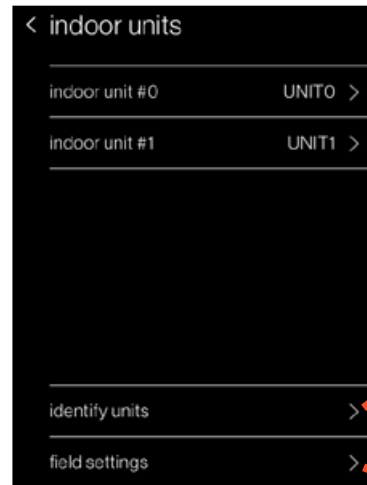 < indoor units
indoor unit #0 UNIT0 >
indoor unit #1 UNIT1 >
identify units >
field settings >